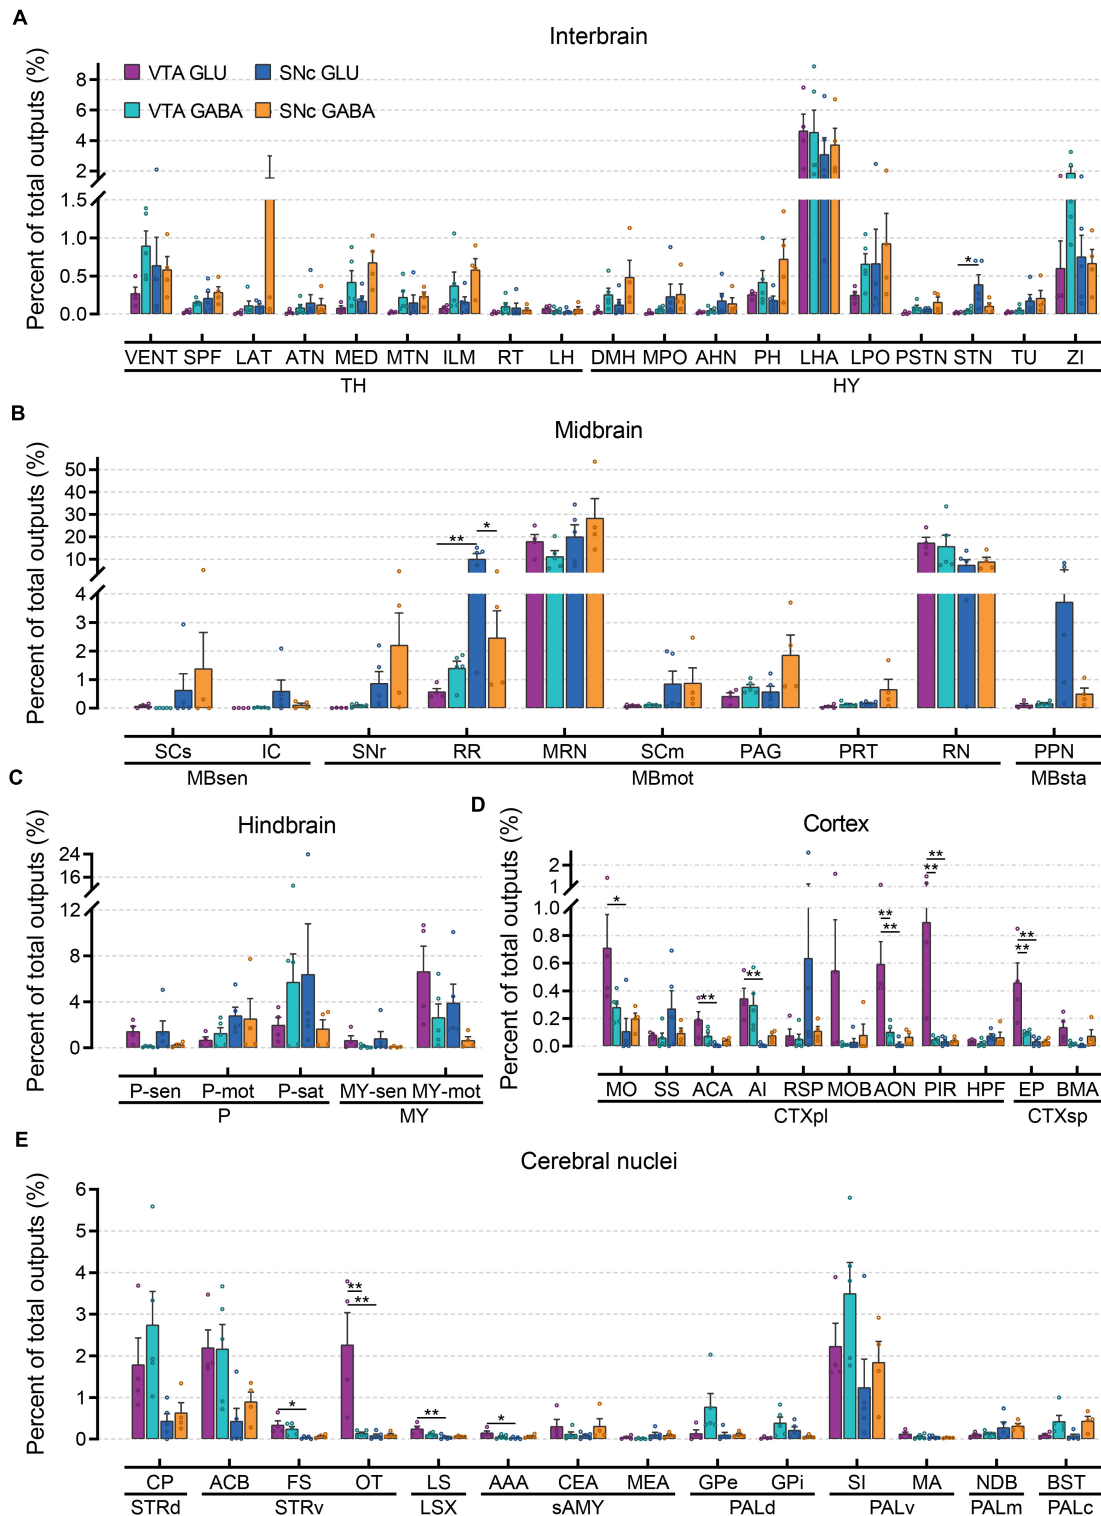 A
Interbrain
Percent of total outputs (%)
VTA GLU
SNc GLU
VTA GABA
SNc GABA
8
6
4
2
1.5
1.0
0.5
0.0
*
VENT SPF LAT ATN MED MTN ILM RT LH DMH MPO AHN PH LHA LPO PSTN STN TU ZI
TH HY
B
Midbrain
Percent of total outputs (%)
50
40
30
20
10
4
3
2
1
0
** *
SCs IC SNr RR MRN SCm PAG PRT RN PPN
MBsen MBmot MBsta
C
Hindbrain
Percent of total outputs (%)
24
16
12
8
4
0
P-sen P-mot P-sat MY-sen MY-mot
P MY
D
Cortex
Percent of total outputs (%)
2
1
1.0
0.8
0.6
0.4
0.2
0.0
* ** ** ** ** ** ** ** **
MO SS ACA AI RSP MOB AON PIR HPF EP BMA
CTXpl CTXsp
E
Cerebral nuclei
Percent of total outputs (%)
6
5
4
3
2
1
0
* ** ** ** *
CP ACB FS OT LS AAA CEA MEA GPe GPi SI MA NDB BST
STRd STRv LSX sAMY PALd PALv PALm PALc